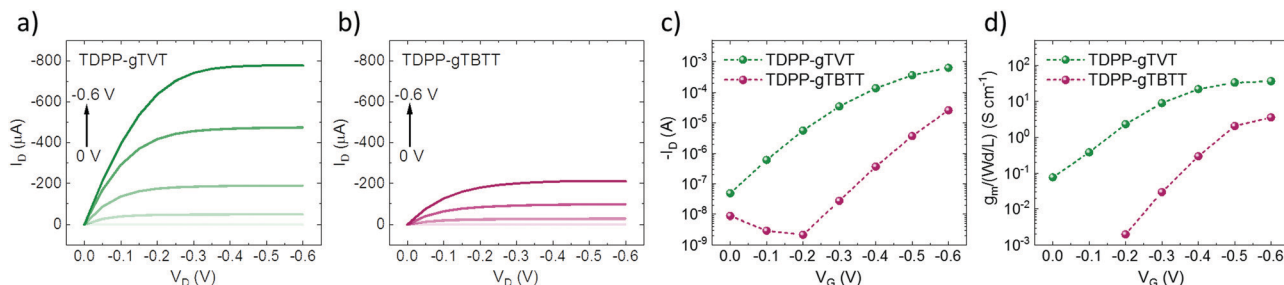 a)
TDPP-gTVT
-0.6 V
0 V
-800
-600
-400
-200
0
I_D (μA)
0.0 -0.1 -0.2 -0.3 -0.4 -0.5 -0.6
V_D (V)
b)
TDPP-gTBTT
-0.6 V
0 V
-800
-600
-400
-200
0
I_D (μA)
0.0 -0.1 -0.2 -0.3 -0.4 -0.5 -0.6
V_D (V)
c)
TDPP-gTVT
TDPP-gTBTT
10⁻³
10⁻⁴
10⁻⁵
10⁻⁶
10⁻⁷
10⁻⁸
10⁻⁹
-I_D (A)
0.0 -0.1 -0.2 -0.3 -0.4 -0.5 -0.6
V_G (V)
d)
TDPP-gTVT
TDPP-gTBTT
10²
10¹
10⁰
10⁻¹
10⁻²
10⁻³
g_m/(Wd/L) (S cm⁻¹)
0.0 -0.1 -0.2 -0.3 -0.4 -0.5 -0.6
V_G (V)